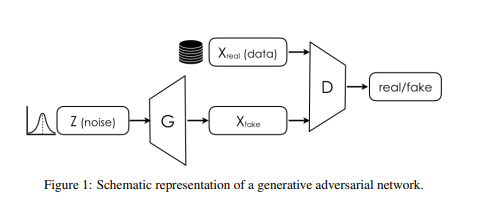 Xreal (data)
D
real/fake
Z (noise)
G
Xfake
Figure 1: Schematic representation of a generative adversarial network.